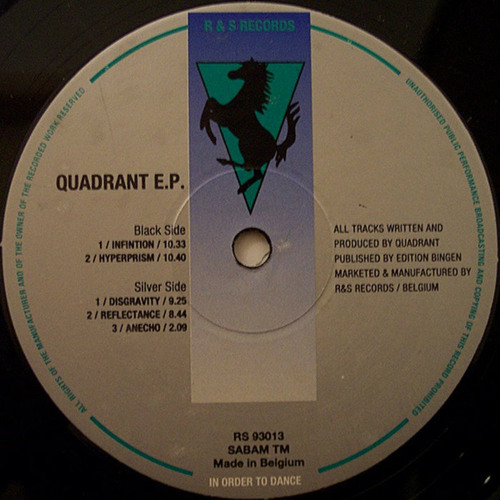 R & S RECORDS
QUADRANT E.P.
Black Side
1 / INFINTION / 10.33
2 / HYPERPRISM / 10.40
Silver Side
1 / DISGRAVITY / 9.25
2 / REFLECTANCE / 8.44
3 / ANECHO / 2.09
ALL TRACKS WRITTEN AND
PRODUCED BY QUADRANT
PUBLISHED BY EDITION BINGEN
MARKETED & MANUFACTURED BY
R&S RECORDS / BELGIUM
RS 93013
SABAM TM
Made in Belgium
IN ORDER TO DANCE
ALL RIGHTS OF THE MANUFACTURER AND OF THE OWNER OF THE RECORDED WORK RESERVED
UNAUTHORISED PUBLIC PERFORMANCE BROADCASTING AND COPYING OF THIS RECORD PROHIBITED